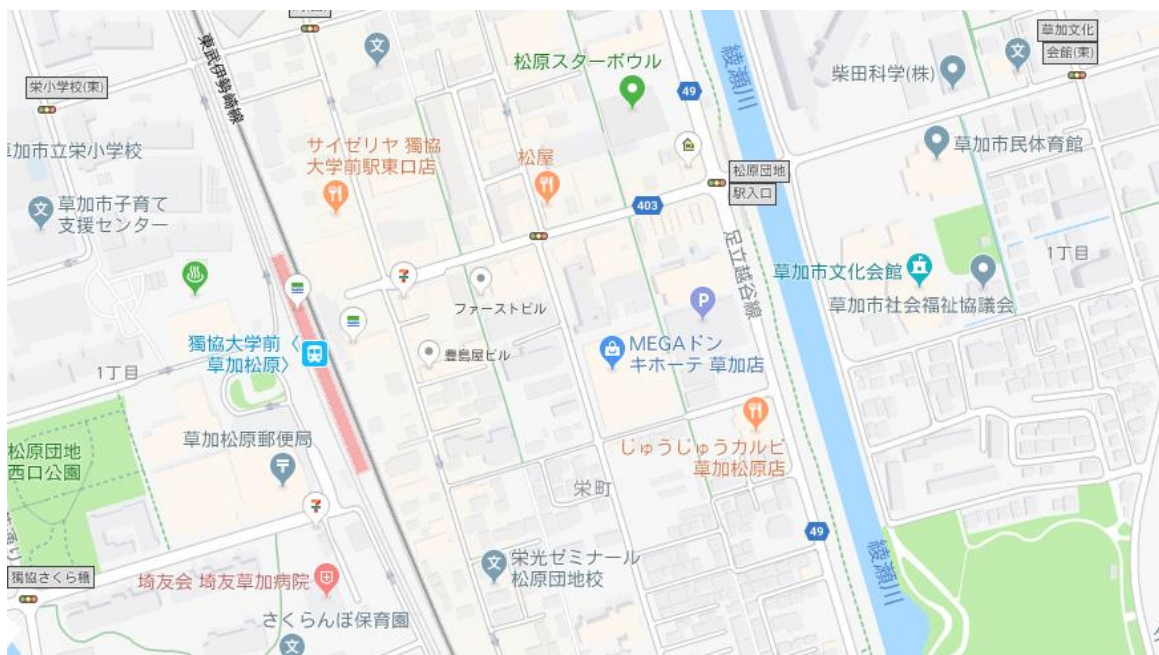 東武伊勢崎線
栄小学校(東)
草加市立栄小学校
草加市子育て
支援センター
サイゼリヤ 獨協
大学前駅東口店
松屋
松原スターボウル
49
綾瀬川
柴田科学(株)
草加文化
会館(東)
草加市民体育館
松原団地
駅入口
403
足立越谷線
草加市文化会館
草加市社会福祉協議会
1丁目
ファーストビル
豊島屋ビル
P
MEGAドン
キホーテ 草加店
獨協大学前〈
草加松原〉
1丁目
草加松原郵便局
松原団地
西口公園
じゅうじゅうカルビ
草加松原店
栄町
49
綾瀬川
栄光ゼミナール
松原団地校
獨協さくら橋
埼友会 埼友草加病院
さくらんぼ保育園